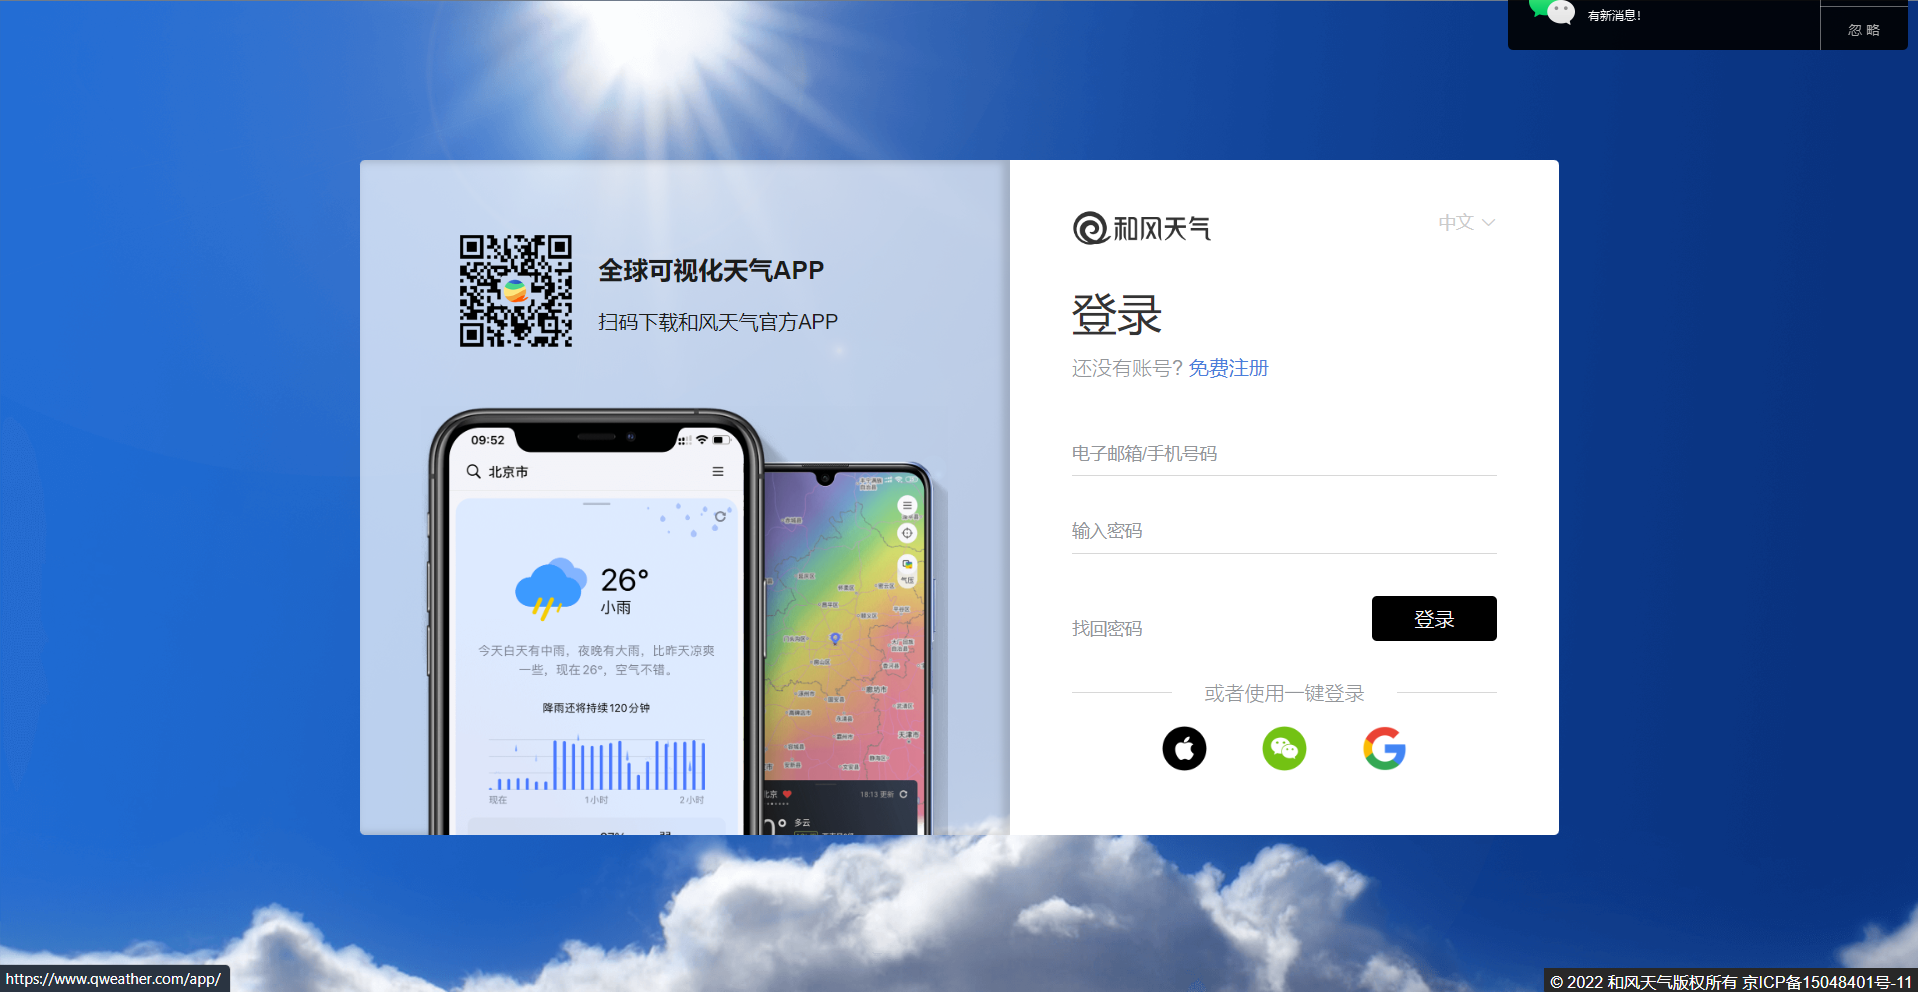 有新消息!
忽 略
全球可视化天气APP
扫码下载和风天气官方APP
和风天气
中文
登录
还没有账号? 免费注册
电子邮箱/手机号码
输入密码
找回密码
登录
或者使用一键登录
09:52
北京市
26°
小雨
今天白天有中雨，夜晚有大雨，比昨天凉爽
一些，现在26°，空气不错。
降雨还将持续120分钟
现在
1小时
2小时
气压
廊坊市
天津市
北京
18:13 更新
多云
https://www.qweather.com/app/
© 2022 和风天气版权所有 京ICP备15048401号-11